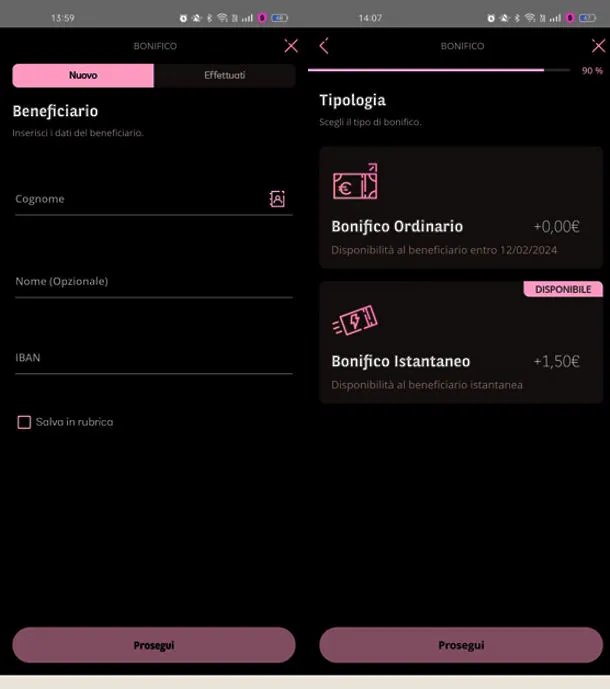 13:59
68
BONIFICO
Nuovo
Effettuati
Beneficiario
Inserisci i dati del beneficiario.
Cognome
Nome (Opzionale)
IBAN
Salva in rubrica
Prosegui
14:07
67
BONIFICO
90 %
Tipologia
Scegli il tipo di bonifico.
Bonifico Ordinario +0,00€
Disponibilità al beneficiario entro 12/02/2024
DISPONIBILE
Bonifico Istantaneo +1,50€
Disponibilità al beneficiario istantanea
Prosegui